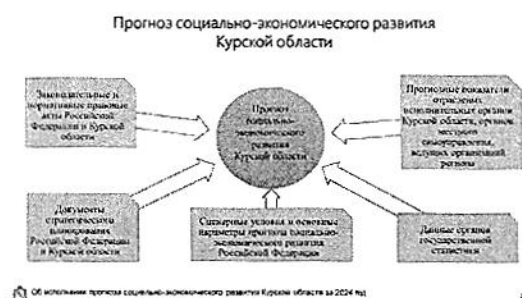 Прогноз социально-экономического развития
Курской области
Законодательные и
нормативные правовые
акты Российской
Федерации и Курской
области
Прогноз
социально-
экономического
развития
Курской области
Прогнозные показатели
отраслевых
исполнительных органов
Курской области, органов
местного
самоуправления,
ведущих организаций
региона
Документы
стратегического
планирования
Российской Федерации
и Курской области
Сценарные условия и основные
параметры прогноза социально-
экономического развития
Российской Федерации
Данные органов
государственной
статистики
Об исполнении прогноза социально-экономического развития Курской области за 2024 год